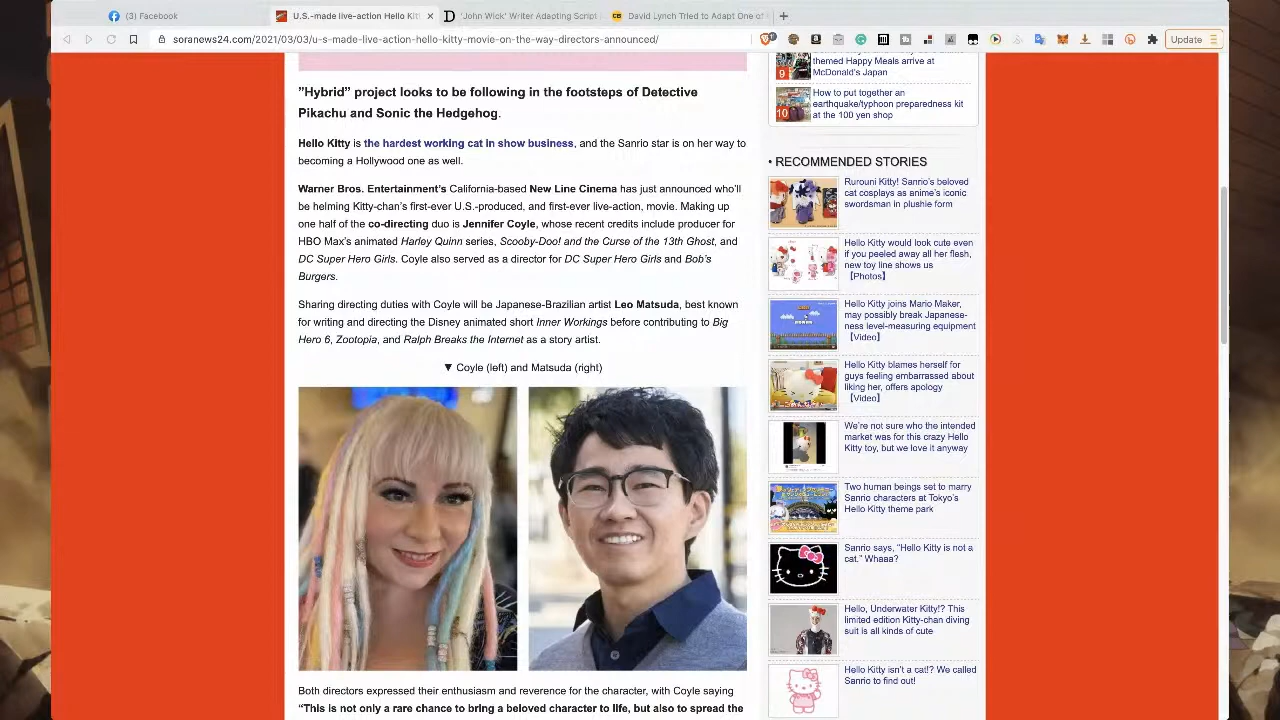 (3) Facebook
U.S.-made live-action Hello Kit
'John Wick' Writer Adapting Script
David Lynch Tried to Adapt One of
soranews24.com/2021/03/03/u-s-made-live-action-hello-kitty-movie-on-the-way-directors-announced/
Update
"Hybrid" project looks to be following in the footsteps of Detective
Pikachu and Sonic the Hedgehog.
Hello Kitty is the hardest working cat in show business, and the Sanrio star is on her way to
becoming a Hollywood one as well.
Warner Bros. Entertainment's California-based New Line Cinema has just announced who'll
be helming Kitty-chan's first-ever U.S.-produced, and first-ever live-action, movie. Making up
one half of the co-directing duo is Jennifer Coyle, whose recent credits include producer for
HBO Max's animated Harley Quinn series, Scooby-Doo and the Curse of the 13th Ghost, and
DC Super Hero Girls. Coyle also served as a director for DC Super Hero Girls and Bob's
Burgers.
Sharing directing duties with Coyle will be Japanese-Brazilian artist Leo Matsuda, best known
for writing and directing the Disney animated short Inner Workings before contributing to Big
Hero 6, Zootopia, and Ralph Breaks the Internet as a story artist.
▼ Coyle (left) and Matsuda (right)
Both directors expressed their enthusiasm and excitement for the character, with Coyle saying
"This is not only a rare chance to bring a beloved character to life, but also to spread the
themed Happy Meals arrive at
McDonald's Japan
9
How to put together an
earthquake/typhoon preparedness kit
at the 100 yen shop
10
• RECOMMENDED STORIES
Rurouni Kitty! Sanrio's beloved
cat cosplays as anime's iconic
swordsman in plushie form
Hello Kitty would look cute even
if you peeled away all her flesh,
new toy line shows us
【Photos】
Hello Kitty joins Mario Maker,
may possibly break Japanese-
ness level-measuring equipment
【Video】
Hello Kitty blames herself for
guys feeling embarrassed about
liking her, offers apology
【Video】
We're not sure who the intended
market was for this crazy Hello
Kitty toy, but we love it anyway
Two human beings set to marry
Sanrio characters at Tokyo's
Hello Kitty theme park
Sanrio says, "Hello Kitty is not a
cat." Whaaa?
Hello, Underwater Kitty!? This
limited edition Kitty-chan diving
suit is all kinds of cute
Hello Kitty isn't a cat!? We called
Sanrio to find out!